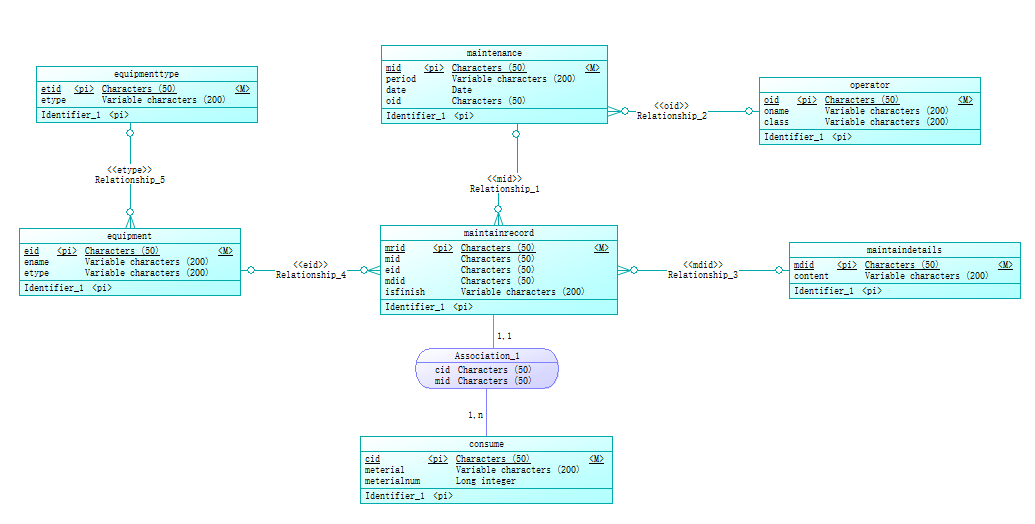 maintenance
mid <pi> Characters (50) <M>
period Variable characters (200)
date Date
oid Characters (50)
Identifier_1 <pi>
equipmenttype
etid <pi> Characters (50) <M>
etype Variable characters (200)
Identifier_1 <pi>
operator
oid <pi> Characters (50) <M>
oname Variable characters (200)
class Variable characters (200)
Identifier_1 <pi>
<<oid>>
Relationship_2
<<etype>>
Relationship_5
<<mid>>
Relationship_1
equipment
eid <pi> Characters (50) <M>
ename Variable characters (200)
etype Variable characters (200)
Identifier_1 <pi>
<<eid>>
Relationship_4
maintainrecord
mrid <pi> Characters (50) <M>
mid Characters (50)
eid Characters (50)
mdid Characters (50)
isfinish Variable characters (200)
Identifier_1 <pi>
<<mdid>>
Relationship_3
maintaindetails
mdid <pi> Characters (50) <M>
content Variable characters (200)
Identifier_1 <pi>
1,1
Association_1
cid Characters (50)
mid Characters (50)
1,n
consume
cid <pi> Characters (50) <M>
meterial Variable characters (200)
meterialnum Long integer
Identifier_1 <pi>